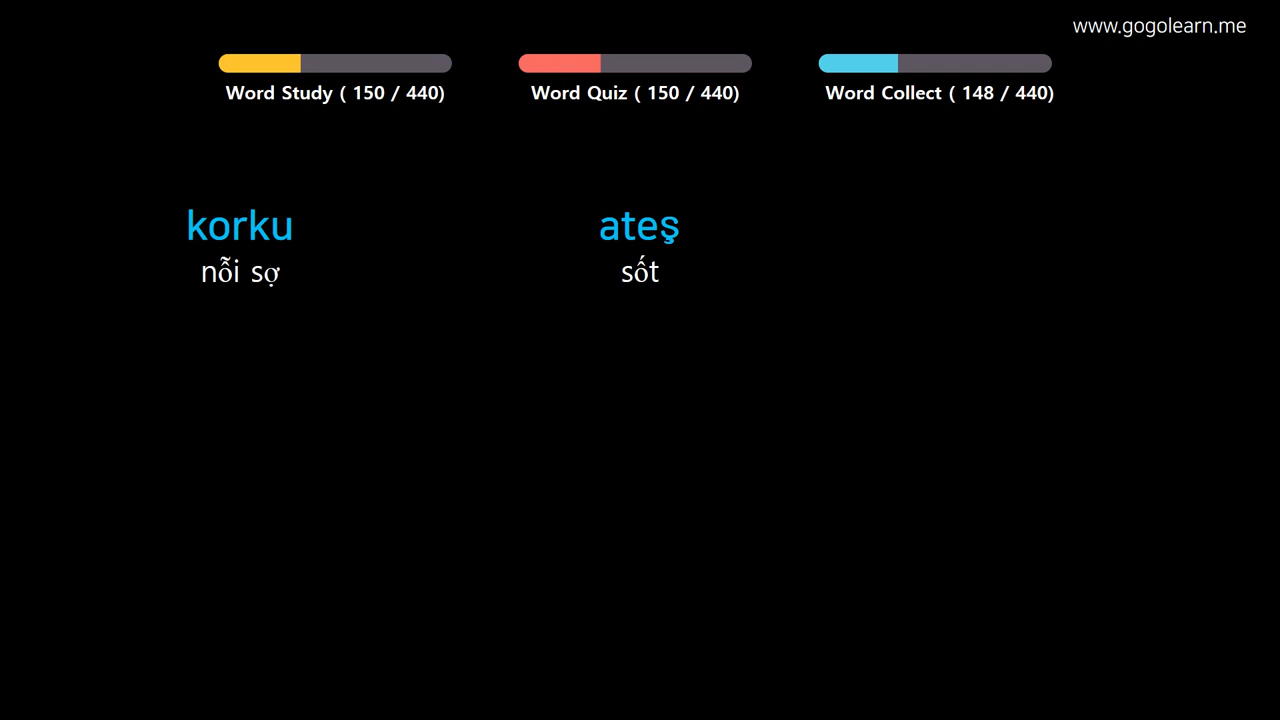 www.gogolearn.me
Word Study ( 150 / 440)
Word Quiz ( 150 / 440)
Word Collect ( 148 / 440)
korku
nỗi sợ
ateş
sốt